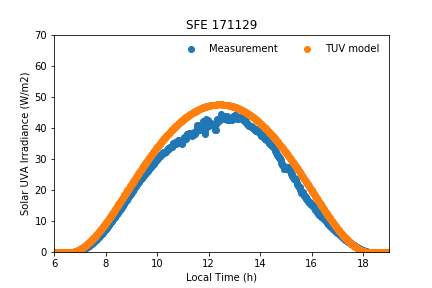 SFE 171129
Measurement TUV model
Solar UVA Irradiance (W/m2)
70
60
50
40
30
20
10
0
6 8 10 12 14 16 18
Local Time (h)